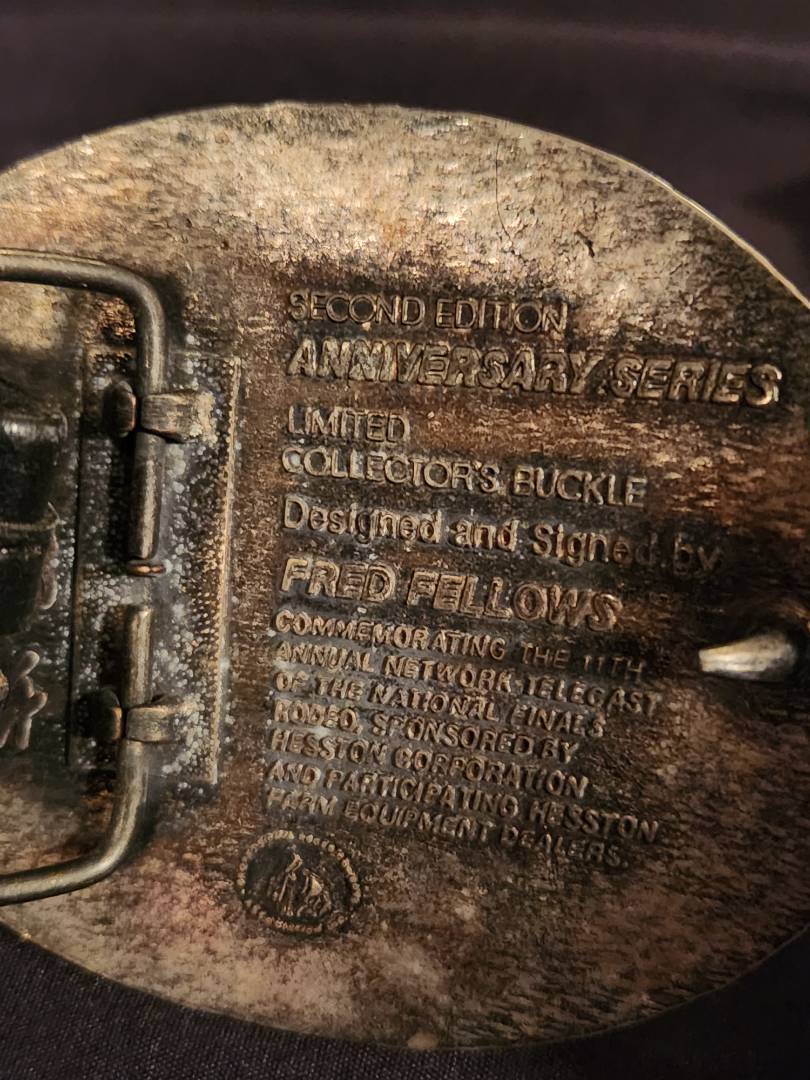 SECOND EDITION
ANNIVERSARY SERIES
LIMITED
COLLECTOR'S BUCKLE
Designed and Signed by
FRED FELLOWS
COMMEMORATING THE 11TH
ANNUAL NETWORK TELECAST
OF THE NATIONAL FINALS
RODEO, SPONSORED BY
HESSTON CORPORATION
AND PARTICIPATING HESSTON
FARM EQUIPMENT DEALERS.